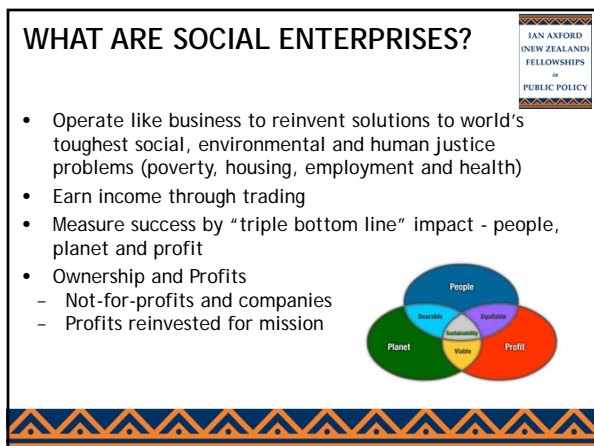 WHAT ARE SOCIAL ENTERPRISES?
IAN AXFORD
(NEW ZEALAND)
FELLOWSHIPS
in
PUBLIC POLICY
• Operate like business to reinvent solutions to world's
toughest social, environmental and human justice
problems (poverty, housing, employment and health)
• Earn income through trading
• Measure success by “triple bottom line” impact - people,
planet and profit
• Ownership and Profits
– Not-for-profits and companies
– Profits reinvested for mission
People
Bearable
Equitable
Sustainability
Planet
Viable
Profit